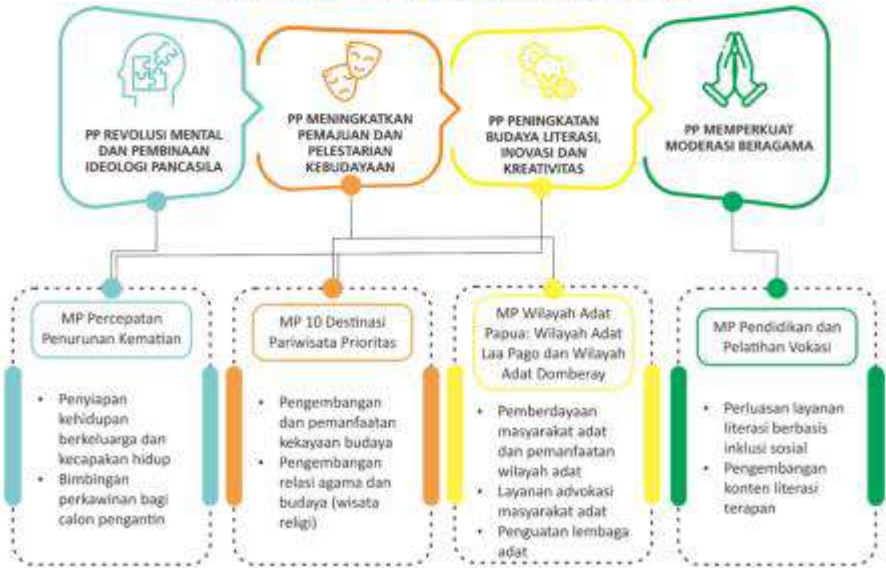 PP REVOLUSI MENTAL
DAN PEMBINAAN
IDEOLOGI PANCASILA
PP MENINGKATKAN
PEMAJUAN DAN
PELESTARIAN
KEBUDAYAAN
PP PENINGKATAN
BUDAYA LITERASI,
INOVASI DAN
KREATIVITAS
PP MEMPERKUAT
MODERASI BERAGAMA
MP Percepatan
Penurunan Kematian
• Penyiapan
kehidupan
berkeluarga dan
kecapakan hidup
• Bimbingan
perkawinan bagi
calon pengantin
MP 10 Destinasi
Pariwisata Prioritas
• Pengembangan
dan pemanfaatan
kekayaan budaya
• Pengembangan
relasi agama dan
budaya (wisata
religi)
MP Wilayah Adat
Papua: Wilayah Adat
Laa Pago dan Wilayah
Adat Domberay
• Pemberdayaan
masyarakat adat
dan pemanfaatan
wilayah adat
• Layanan advokasi
masyarakat adat
• Penguatan lembaga
adat
MP Pendidikan dan
Pelatihan Vokasi
• Perluasan layanan
literasi berbasis
inklusi sosial
• Pengembangan
konten literasi
terapan